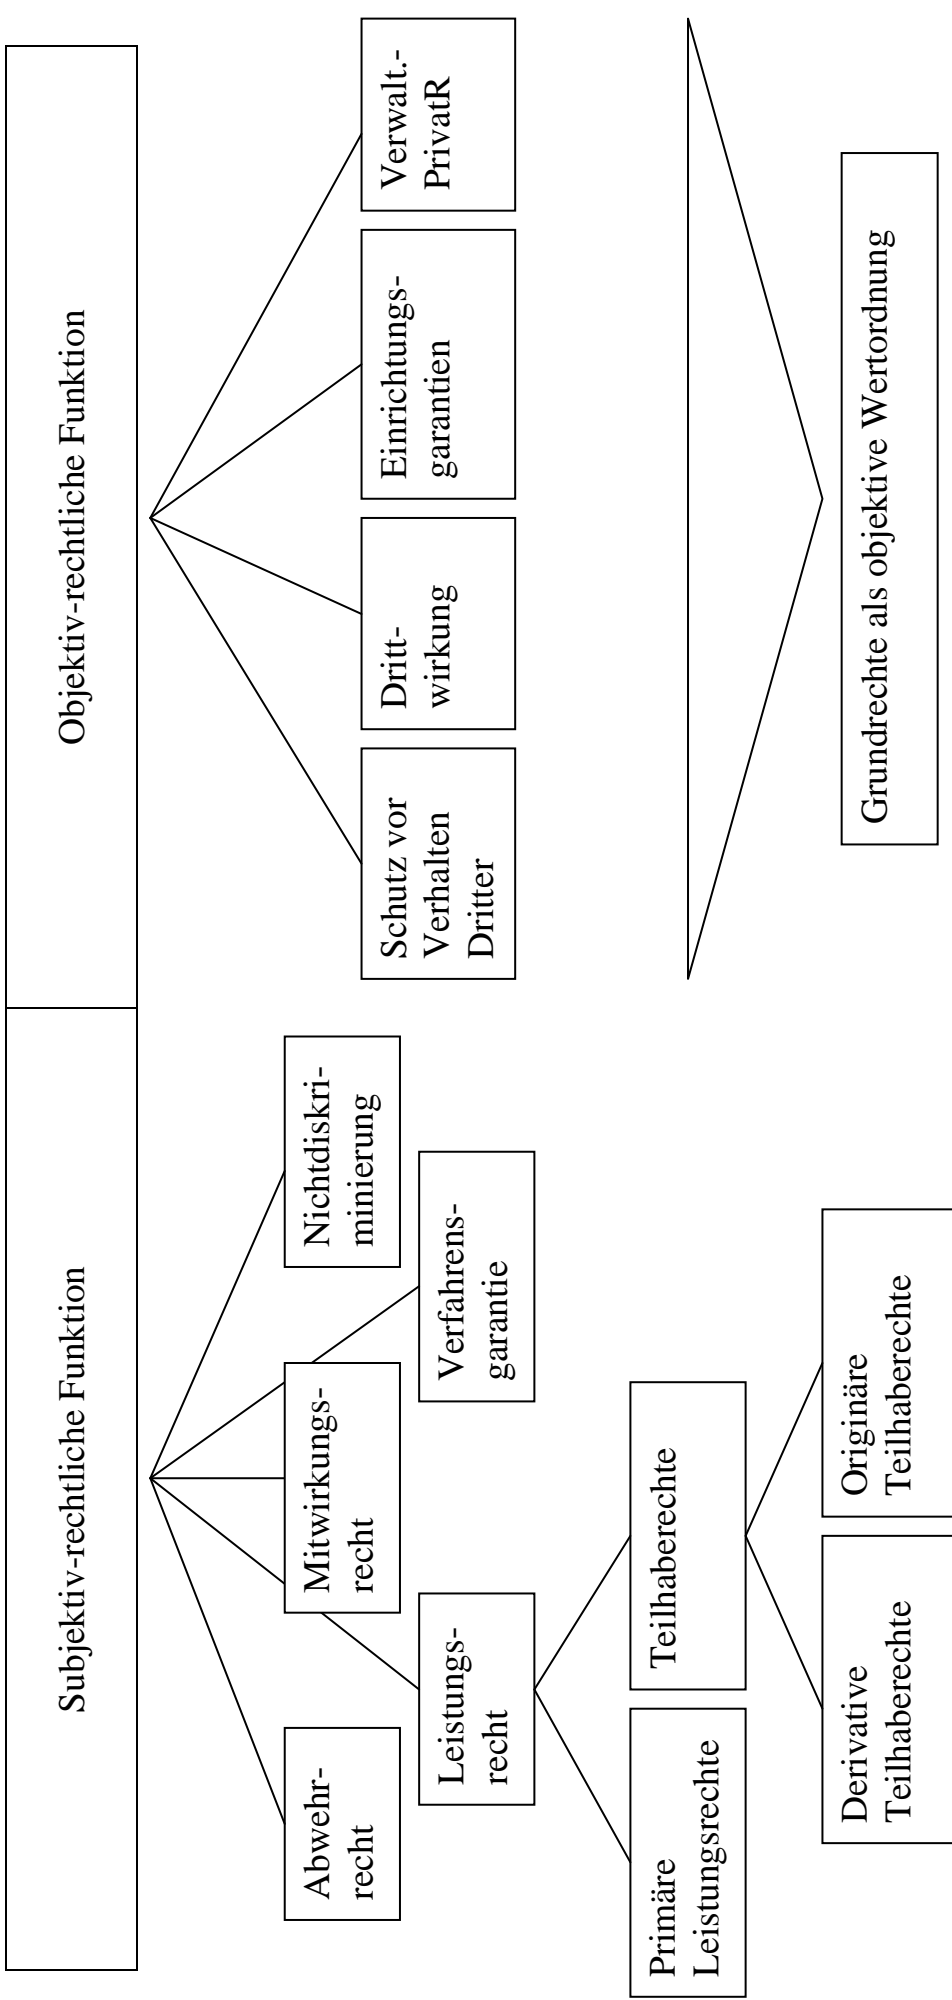 Subjektiv-rechtliche Funktion
Objektiv-rechtliche Funktion
Abwehr-
recht
Mitwirkungs-
recht
Nichtdiskri-
minierung
Leistungs-
recht
Verfahrens-
garantie
Primäre
Leistungsrechte
Teilhaberechte
Derivative
Teilhaberechte
Originäre
Teilhaberechte
Schutz vor
Verhalten
Dritter
Dritt-
wirkung
Einrichtungs-
garantien
Verwalt.-
PrivatR
Grundrechte als objektive Wertordnung